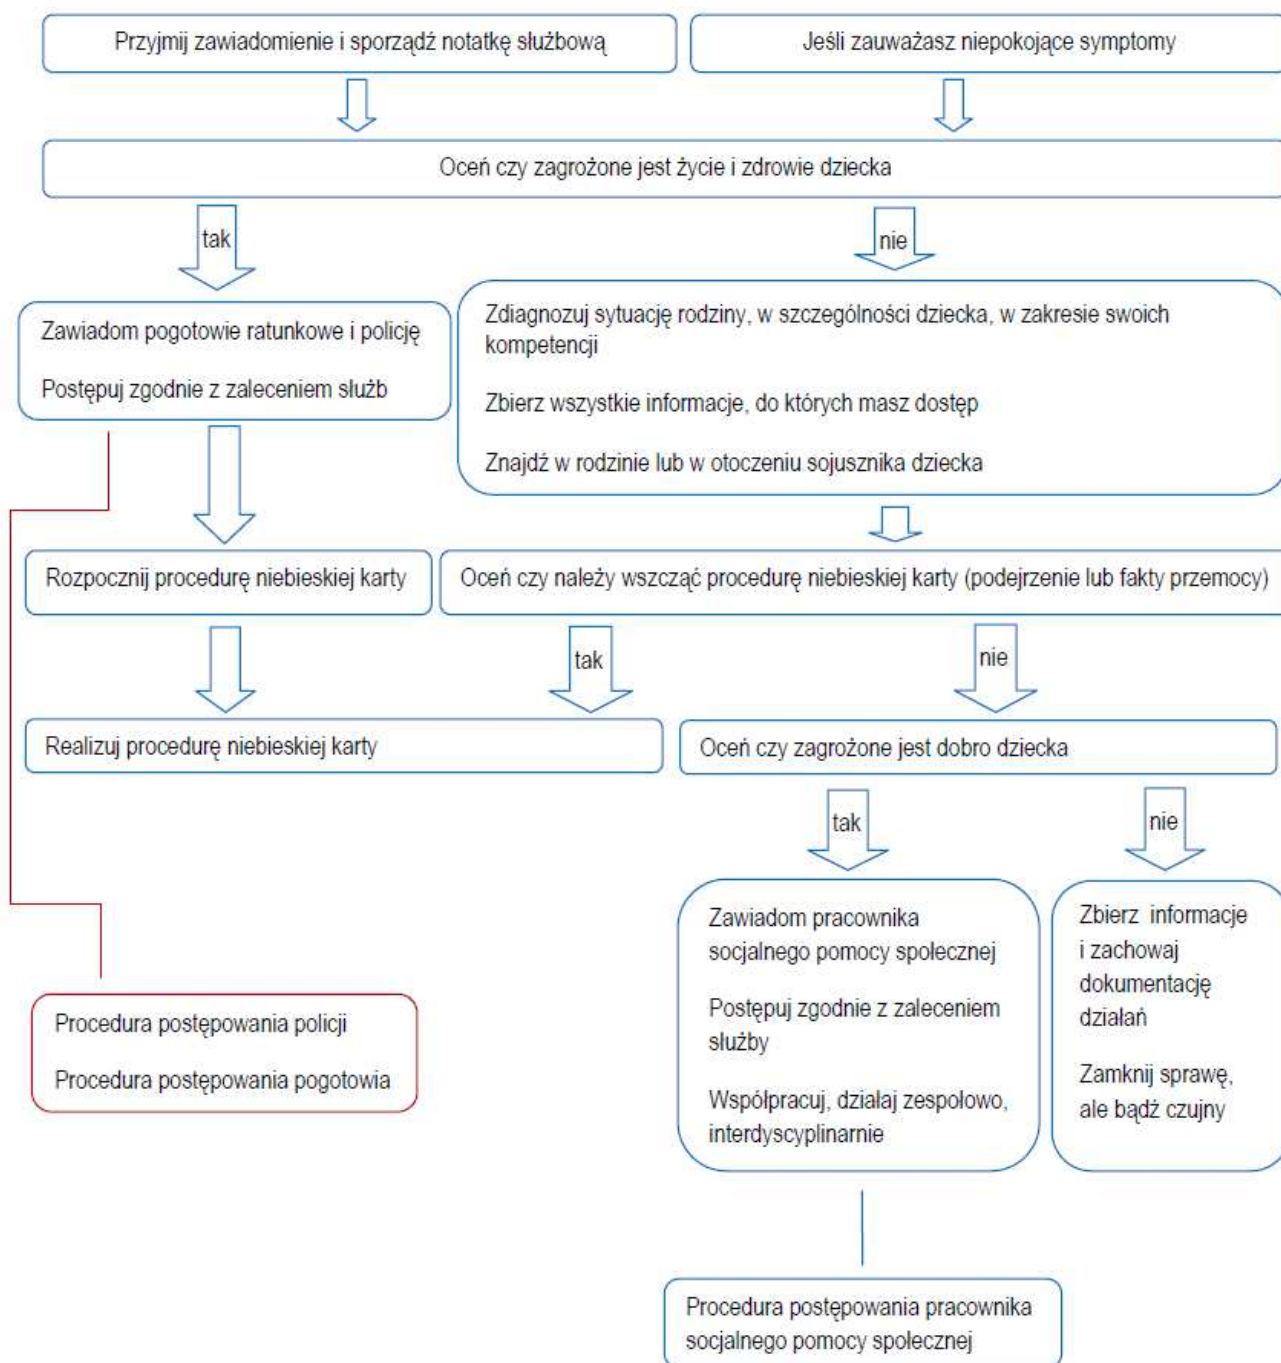 Przyjmij zawiadomienie i sporządź notatkę służbową
Jeśli zauważasz niepokojące symptomy
Oceń czy zagrożone jest życie i zdrowie dziecka
tak
nie
Zawiadom pogotowie ratunkowe i policję
Postępuj zgodnie z zaleceniem służb
Zdiagnozuj sytuację rodziny, w szczególności dziecka, w zakresie swoich
kompetencji
Zbierz wszystkie informacje, do których masz dostęp
Znajdź w rodzinie lub w otoczeniu sojusznika dziecka
Rozpocznij procedurę niebieskiej karty
Oceń czy należy wszcząć procedurę niebieskiej karty (podejrzenie lub fakty przemocy)
tak
nie
Realizuj procedurę niebieskiej karty
Oceń czy zagrożone jest dobro dziecka
tak
nie
Zawiadom pracownika
socjalnego pomocy społecznej
Postępuj zgodnie z zaleceniem
służby
Współpracuj, działaj zespołowo,
interdyscyplinarnie
Zbierz informacje
i zachowaj
dokumentację
działań
Zamknij sprawę,
ale bądź czujny
Procedura postępowania policji
Procedura postępowania pogotowia
Procedura postępowania pracownika
socjalnego pomocy społecznej